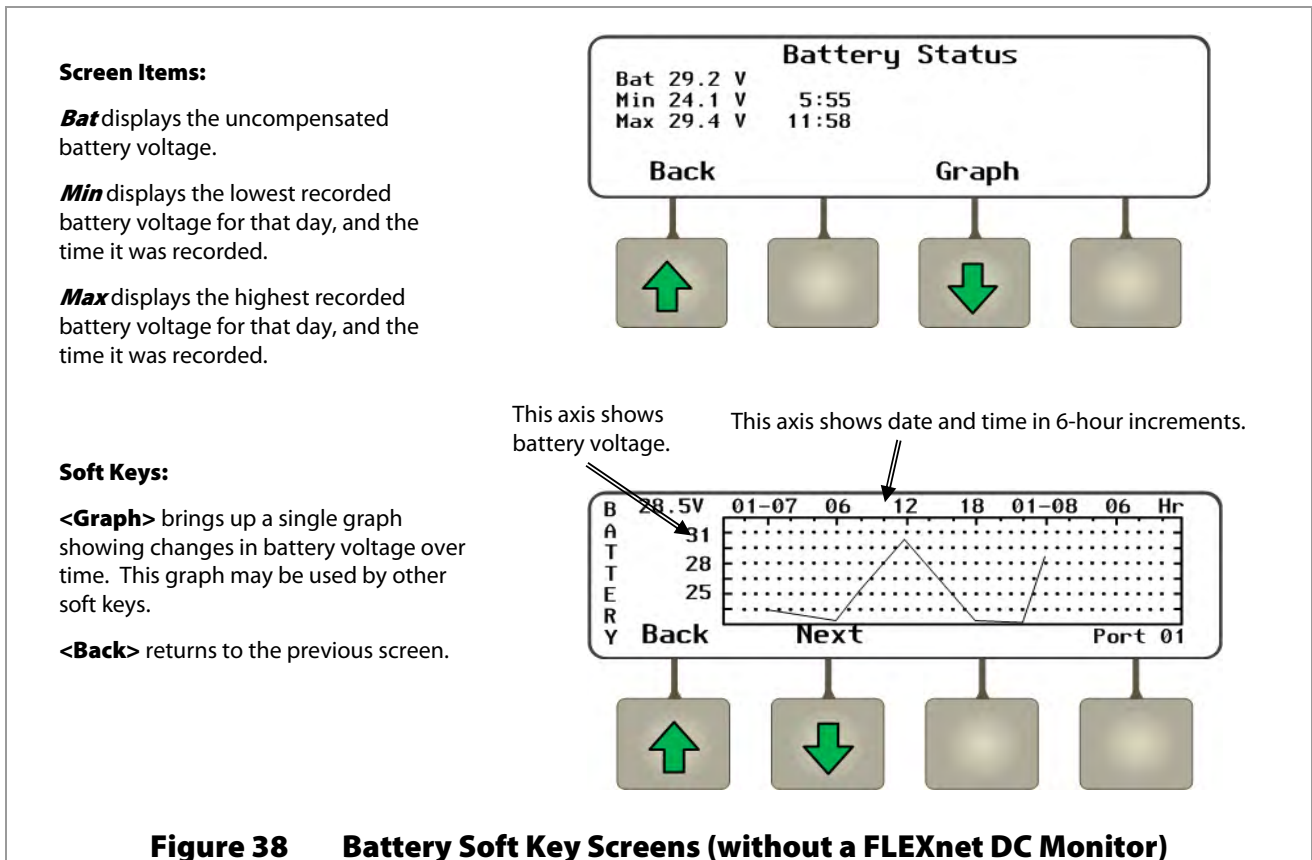 Screen Items:
Bat displays the uncompensated
battery voltage.
Min displays the lowest recorded
battery voltage for that day, and the
time it was recorded.
Max displays the highest recorded
battery voltage for that day, and the
time it was recorded.
Battery Status
Bat 29.2 V
Min 24.1 V 5:55
Max 29.4 V 11:58
Back Graph
Soft Keys:
<Graph> brings up a single graph
showing changes in battery voltage over
time. This graph may be used by other
soft keys.
<Back> returns to the previous screen.
This axis shows
battery voltage.
This axis shows date and time in 6-hour increments.
BATTERY
28.5V 01-07 06 12 18 01-08 06 Hr
31
28
25
Back Next Port 01
Figure 38 Battery Soft Key Screens (without a FLEXnet DC Monitor)